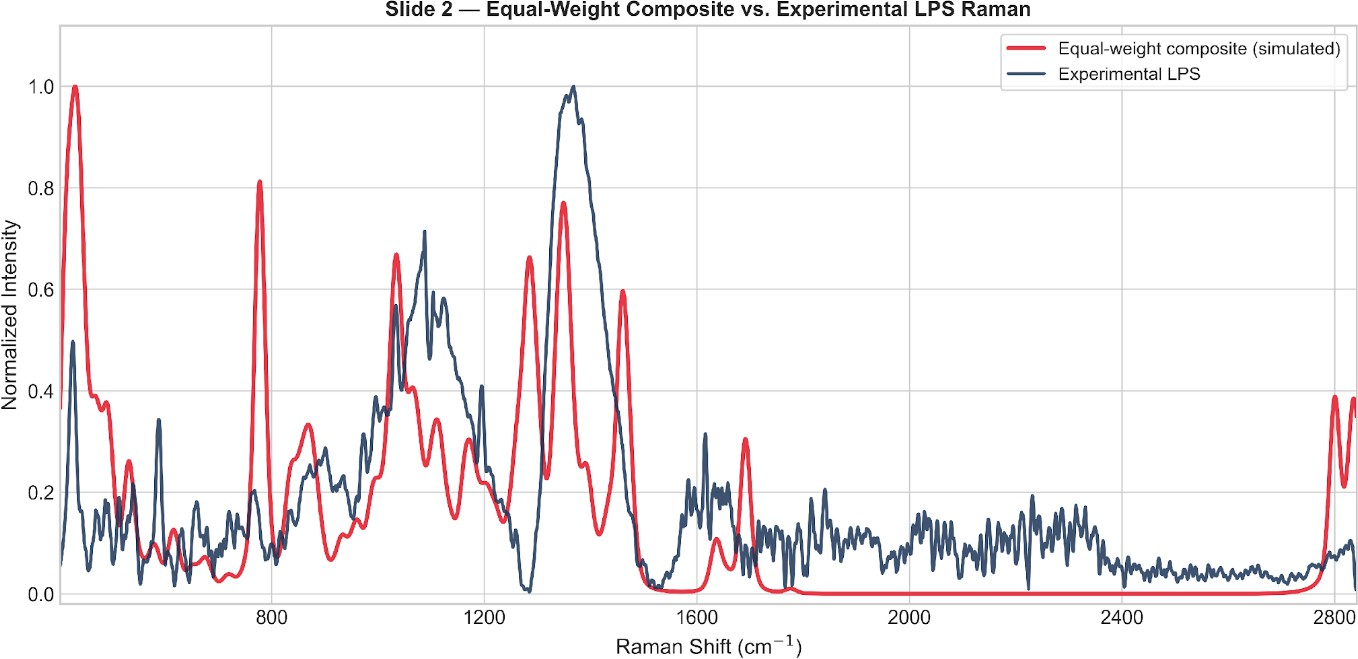 Slide 2 — Equal-Weight Composite vs. Experimental LPS Raman
Equal-weight composite (simulated)
Experimental LPS
Normalized Intensity
1.0
0.8
0.6
0.4
0.2
0.0
800 1200 1600 2000 2400 2800
Raman Shift (cm⁻¹)